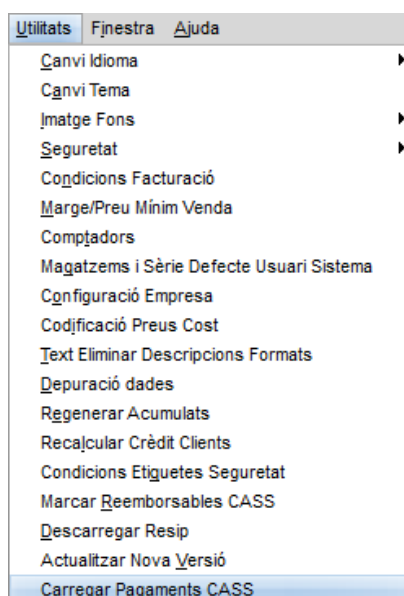 Utilitats Finestra Ajuda
Canvi Idioma
Canvi Tema
Imatge Fons
Seguretat
Condicions Facturació
Marge/Preu Mínim Venda
Comptadors
Magatzems i Sèrie Defecte Usuari Sistema
Configuració Empresa
Codificació Preus Cost
Text Eliminar Descripcions Formats
Depuració dades
Regenerar Acumulats
Recalcular Crèdit Clients
Condicions Etiquetes Seguretat
Marcar Reemborsables CASS
Descarregar Resip
Actualitzar Nova Versió
Carregar Pagaments CASS